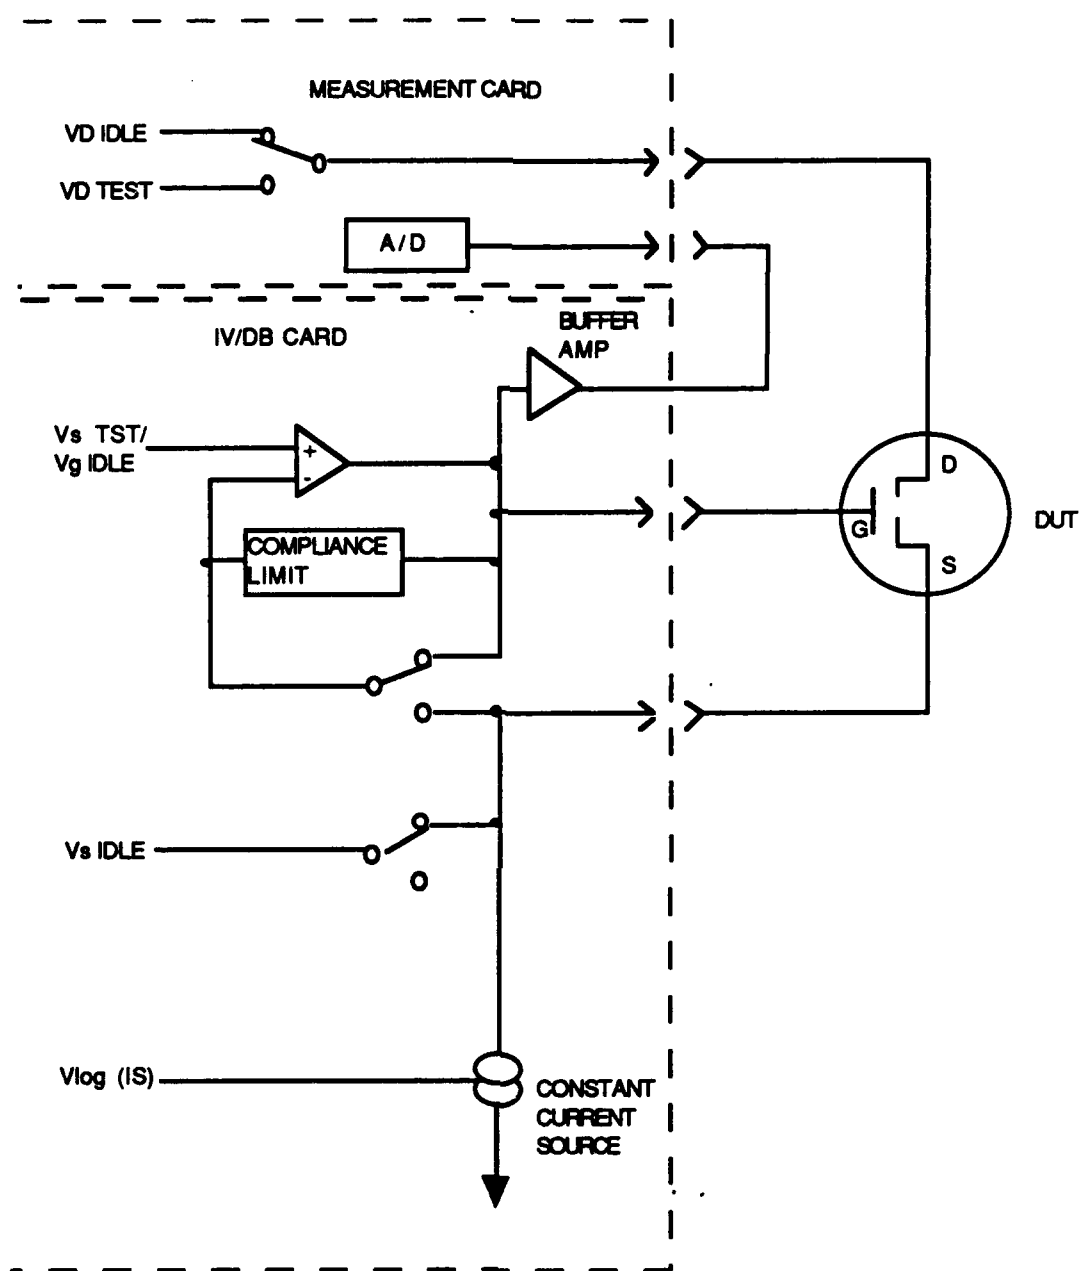 MEASUREMENT CARD
VD IDLE
VD TEST
A/D
IV/DB CARD
BUFFER
AMP
Vs TST/
Vg IDLE
+
-
COMPLIANCE
LIMIT
D
G
S
DUT
Vs IDLE
Vlog (IS)
CONSTANT
CURRENT
SOURCE